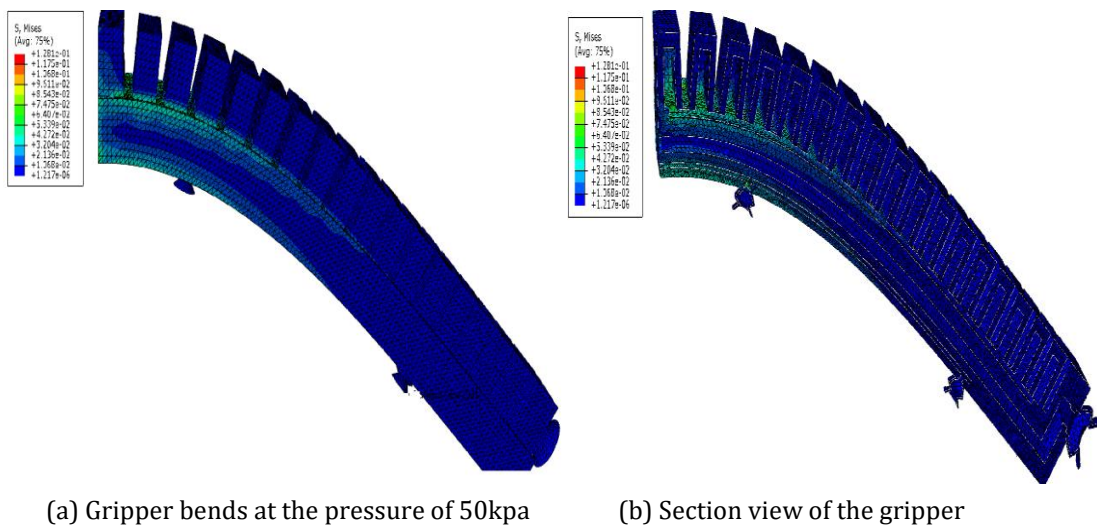 S, Mises
(Avg: 75%)
+1.281e-01
+1.175e-01
+1.068e-01
+9.611e-02
+8.543e-02
+7.475e-02
+6.407e-02
+5.339e-02
+4.272e-02
+3.204e-02
+2.136e-02
+1.068e-02
+1.217e-06
S, Mises
(Avg: 75%)
+1.281e-01
+1.175e-01
+1.068e-01
+9.611e-02
+8.543e-02
+7.475e-02
+6.407e-02
+5.339e-02
+4.272e-02
+3.204e-02
+2.136e-02
+1.068e-02
+1.217e-06
(a) Gripper bends at the pressure of 50kpa
(b) Section view of the gripper